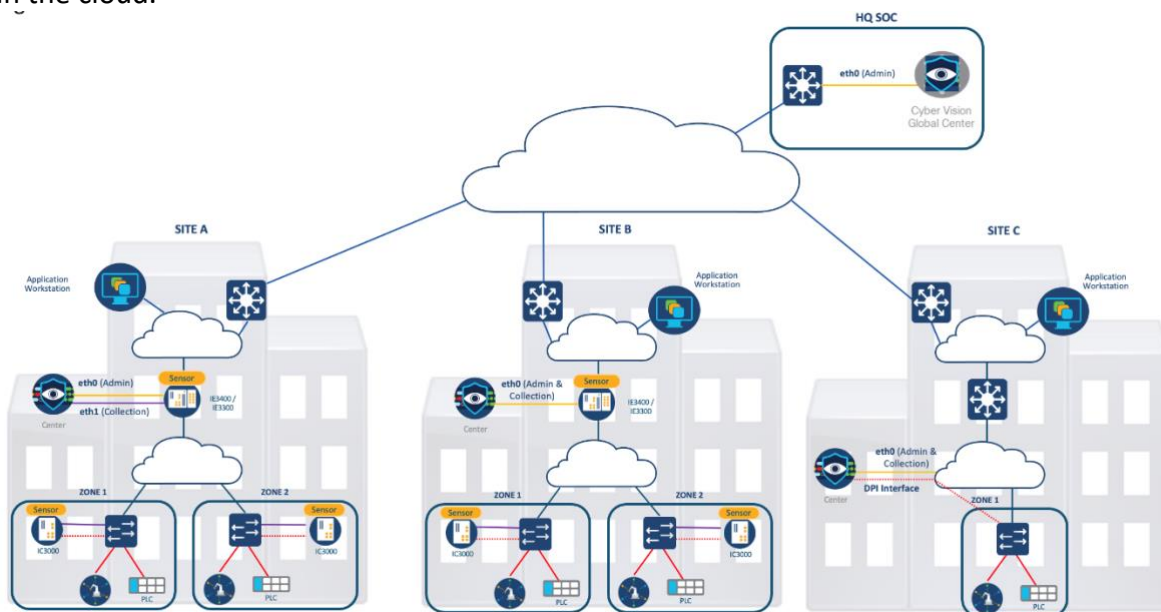 in the cloud.
HQ SOC
eth0 (Admin)
Cyber Vision
Global Center
SITE A
SITE B
SITE C
Application
Workstation
Application
Workstation
Application
Workstation
Sensor
eth0 (Admin)
eth1 (Collection)
IE3400 /
IE3300
Center
Sensor
eth0 (Admin &
Collection)
IE3400 /
IE3300
Center
eth0 (Admin &
Collection)
DPI Interface
Center
ZONE 1
Sensor
IC3000
PLC
ZONE 2
Sensor
IC3000
PLC
ZONE 1
Sensor
IC3000
PLC
ZONE 2
Sensor
IC3000
PLC
ZONE 1
PLC